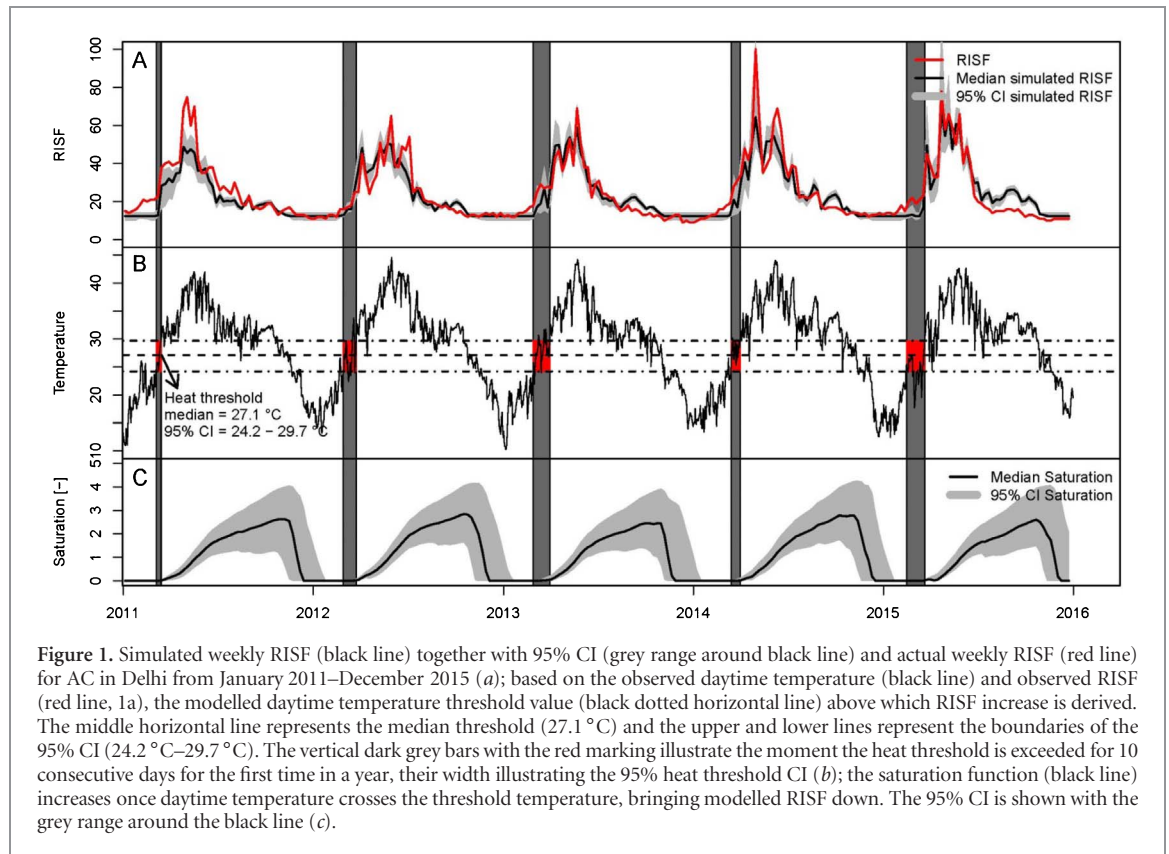 A
RISF
Median simulated RISF
95% CI simulated RISF
RISF
100
80
60
40
20
0
B
Temperature
40
30
20
10
Heat threshold
median = 27.1 °C
95% CI = 24.2 − 29.7 °C
C
Median Saturation
95% CI Saturation
Saturation [−]
5
4
3
2
1
0
2011 2012 2013 2014 2015 2016
Figure 1. Simulated weekly RISF (black line) together with 95% CI (grey range around black line) and actual weekly RISF (red line)
for AC in Delhi from January 2011–December 2015 (a); based on the observed daytime temperature (black line) and observed RISF
(red line, 1a), the modelled daytime temperature threshold value (black dotted horizontal line) above which RISF increase is derived.
The middle horizontal line represents the median threshold (27.1 °C) and the upper and lower lines represent the boundaries of the
95% CI (24.2 °C–29.7 °C). The vertical dark grey bars with the red marking illustrate the moment the heat threshold is exceeded for 10
consecutive days for the first time in a year, their width illustrating the 95% heat threshold CI (b); the saturation function (black line)
increases once daytime temperature crosses the threshold temperature, bringing modelled RISF down. The 95% CI is shown with the
grey range around the black line (c).